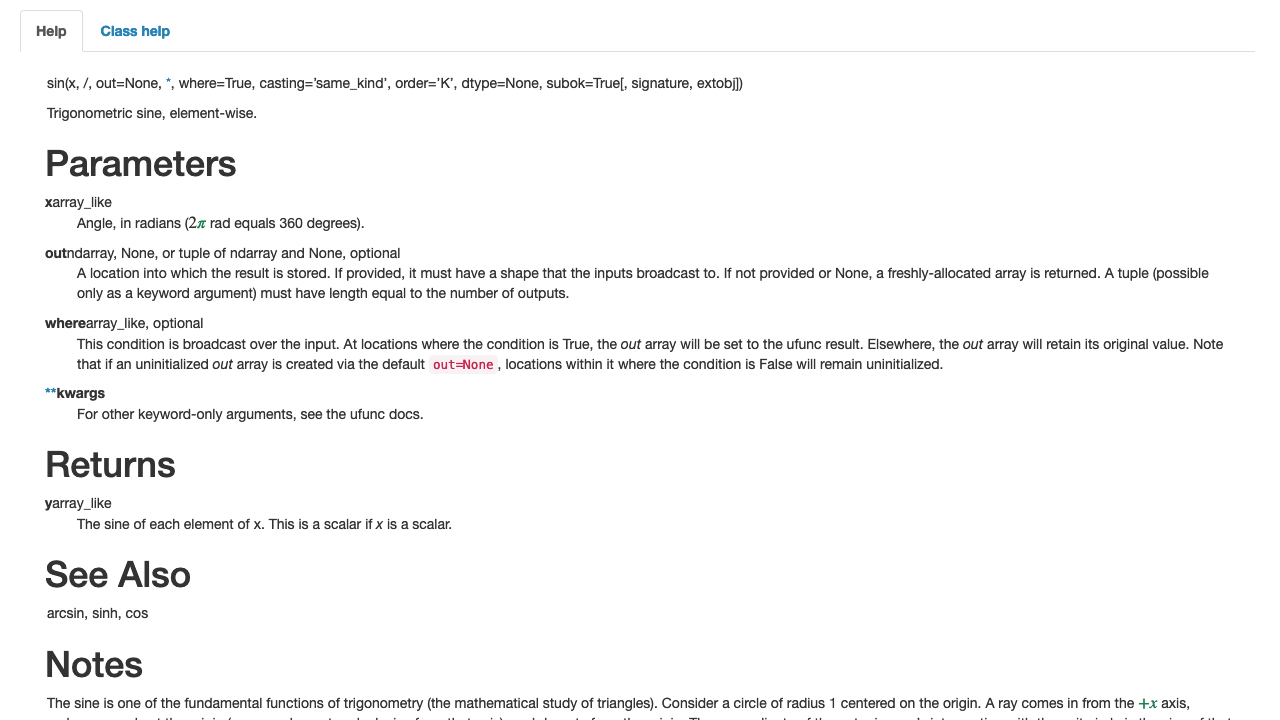 Help Class help
sin(x, /, out=None, *, where=True, casting=’same_kind’, order=’K’, dtype=None, subok=True[, signature, extobj])
Trigonometric sine, element-wise.
Parameters
xarray_like
Angle, in radians (2π rad equals 360 degrees).
outndarray, None, or tuple of ndarray and None, optional
A location into which the result is stored. If provided, it must have a shape that the inputs broadcast to. If not provided or None, a freshly-allocated array is returned. A tuple (possible
only as a keyword argument) must have length equal to the number of outputs.
wherearray_like, optional
This condition is broadcast over the input. At locations where the condition is True, the out array will be set to the ufunc result. Elsewhere, the out array will retain its original value. Note
that if an uninitialized out array is created via the default out=None , locations within it where the condition is False will remain uninitialized.
**kwargs
For other keyword-only arguments, see the ufunc docs.
Returns
yarray_like
The sine of each element of x. This is a scalar if x is a scalar.
See Also
arcsin, sinh, cos
Notes
The sine is one of the fundamental functions of trigonometry (the mathematical study of triangles). Consider a circle of radius 1 centered on the origin. A ray comes in from the +x axis,